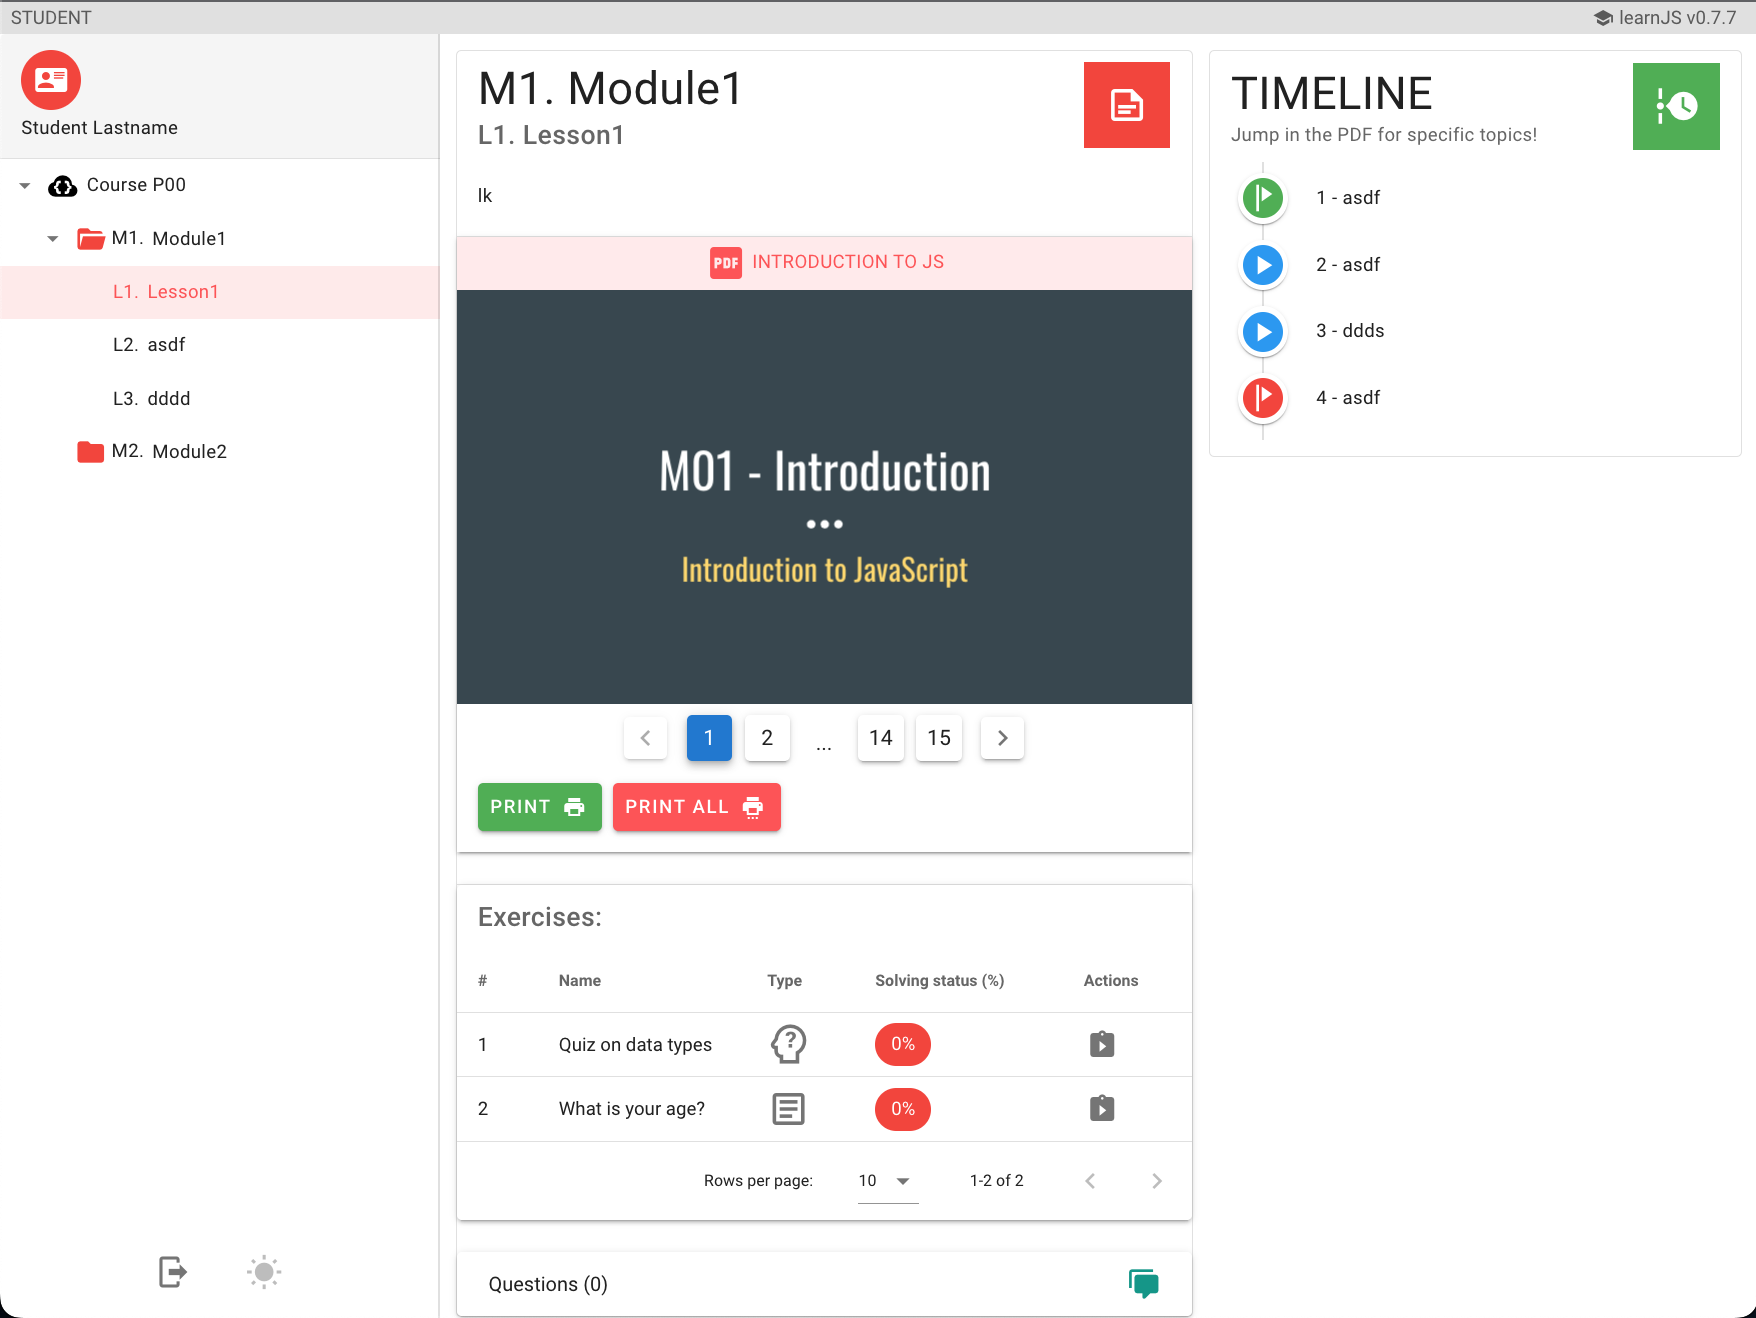 STUDENT
learnJS v0.7.7
Student Lastname
Course P00
M1. Module1
L1. Lesson1
L2. asdf
L3. dddd
M2. Module2
M1. Module1
L1. Lesson1
lk
PDF INTRODUCTION TO JS
M01 - Introduction
Introduction to JavaScript
1 2 ... 14 15
PRINT PRINT ALL
Exercises:
# Name Type Solving status (%) Actions
1 Quiz on data types ? 0%
2 What is your age? 0%
Rows per page: 10 1-2 of 2
Questions (0)
TIMELINE
Jump in the PDF for specific topics!
1 - asdf
2 - asdf
3 - ddds
4 - asdf